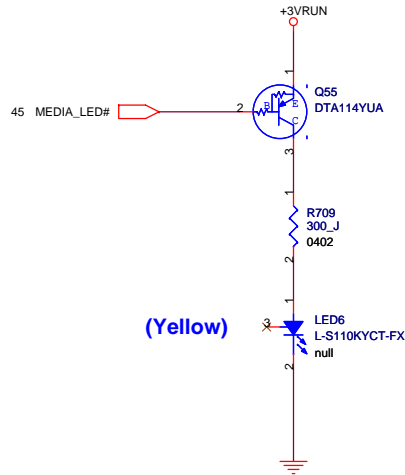 +3VRUN
1
Q55
DTA114YUA
B
E
C
45 MEDIA_LED#
2
3
1
R709
300_J
0402
2
1
(Yellow)
3
LED6
L-S110KYCT-FX
null
2